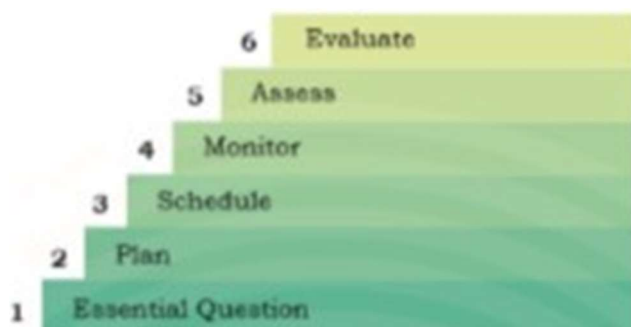 6 Evaluate
5 Assess
4 Monitor
3 Schedule
2 Plan
1 Essential Question